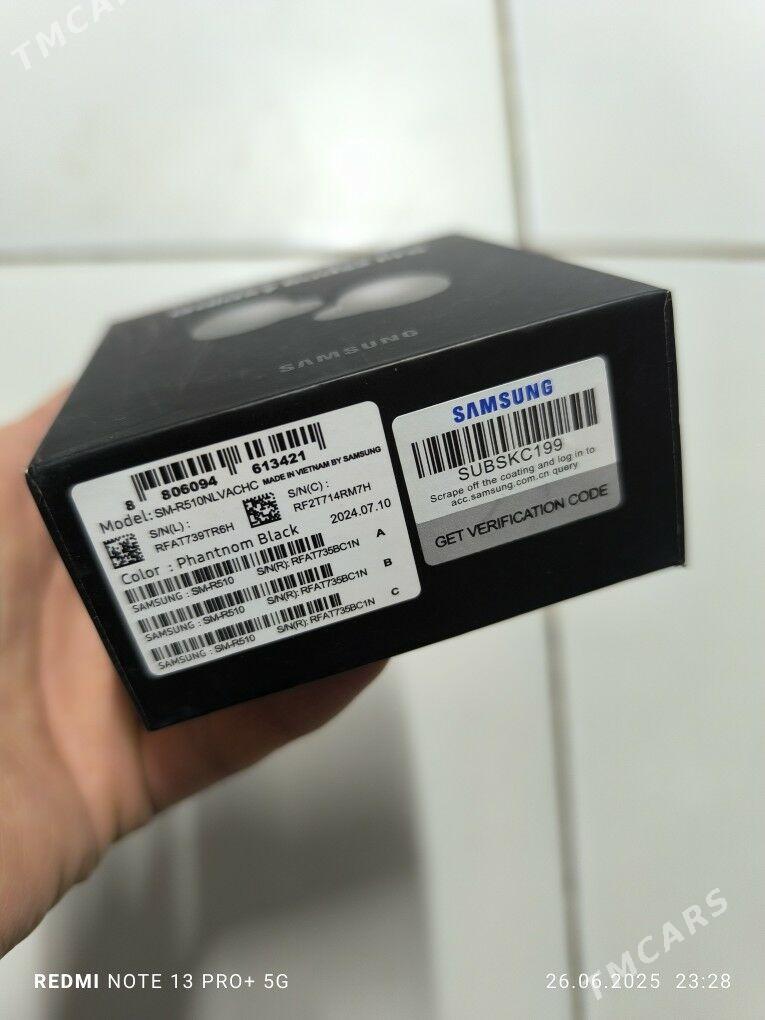 TMCARS
SAMSUNG
8 806094 613421
Model: SM-R510NLVACHC MADE IN VIETNAM BY SAMSUNG
S/N(L) :
RFAT739TR6H
S/N(C) :
RF2T714RM7H
2024.07.10
Color : Phantnom Black
SAMSUNG : SM-R510 S/N(R): RFAT735BC1N A
SAMSUNG : SM-R510 S/N(R): RFAT735BC1N B
SAMSUNG : SM-R510 S/N(R): RFAT735BC1N C
SAMSUNG
SUBSKC199
Scrape off the coating and log in to
acc.samsung.com.cn query
GET VERIFICATION CODE
TMCARS
REDMI NOTE 13 PRO+ 5G
26.06.2025 23:28